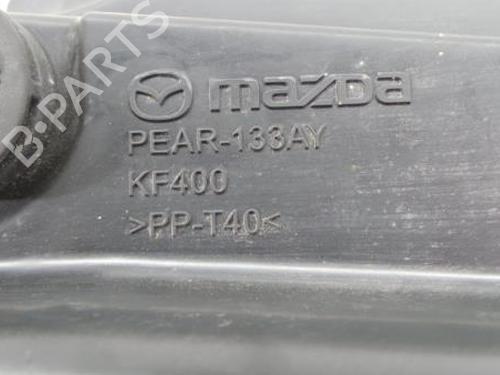 mazda
PEAR-133AY
KF400
>PP-T40<
B-PARTS